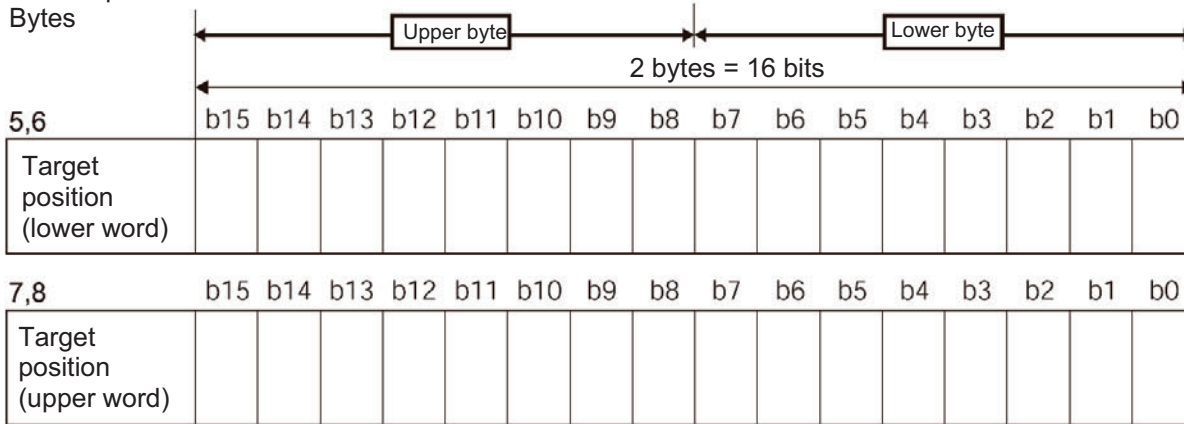 Bytes
Upper byte
Lower byte
2 bytes = 16 bits
5,6 b15 b14 b13 b12 b11 b10 b9 b8 b7 b6 b5 b4 b3 b2 b1 b0
Target
position
(lower word)
7,8 b15 b14 b13 b12 b11 b10 b9 b8 b7 b6 b5 b4 b3 b2 b1 b0
Target
position
(upper word)